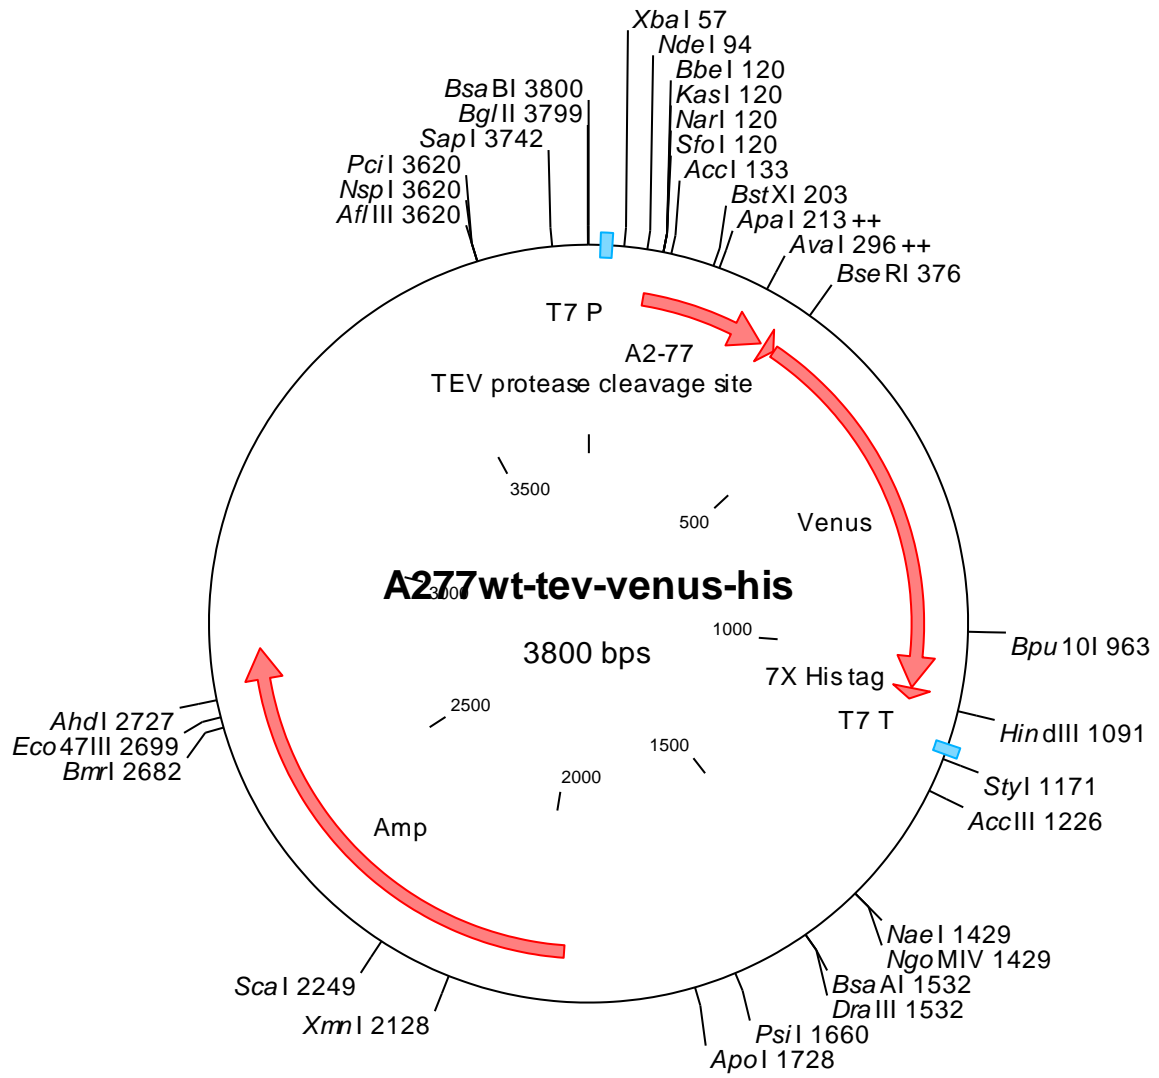 XbaI 57
NdeI 94
BbeI 120
KasI 120
NarI 120
SfoI 120
AccI 133
BstXI 203
ApaI 213 ++
AvaI 296 ++
BseRI 376
BsaBI 3800
BglII 3799
SapI 3742
PciI 3620
NspI 3620
AflIII 3620
T7 P
A2-77
TEV protease cleavage site
3500
500
Venus
A277wt-tev-venus-his
3000
3800 bps
1000
7X His tag
T7 T
2500
1500
2000
Amp
Bpu10I 963
HindIII 1091
StyI 1171
AccIII 1226
NaeI 1429
NgoMIV 1429
BsaAI 1532
DraIII 1532
PsiI 1660
ApoI 1728
AhdI 2727
Eco47III 2699
BmrI 2682
ScaI 2249
XmnI 2128